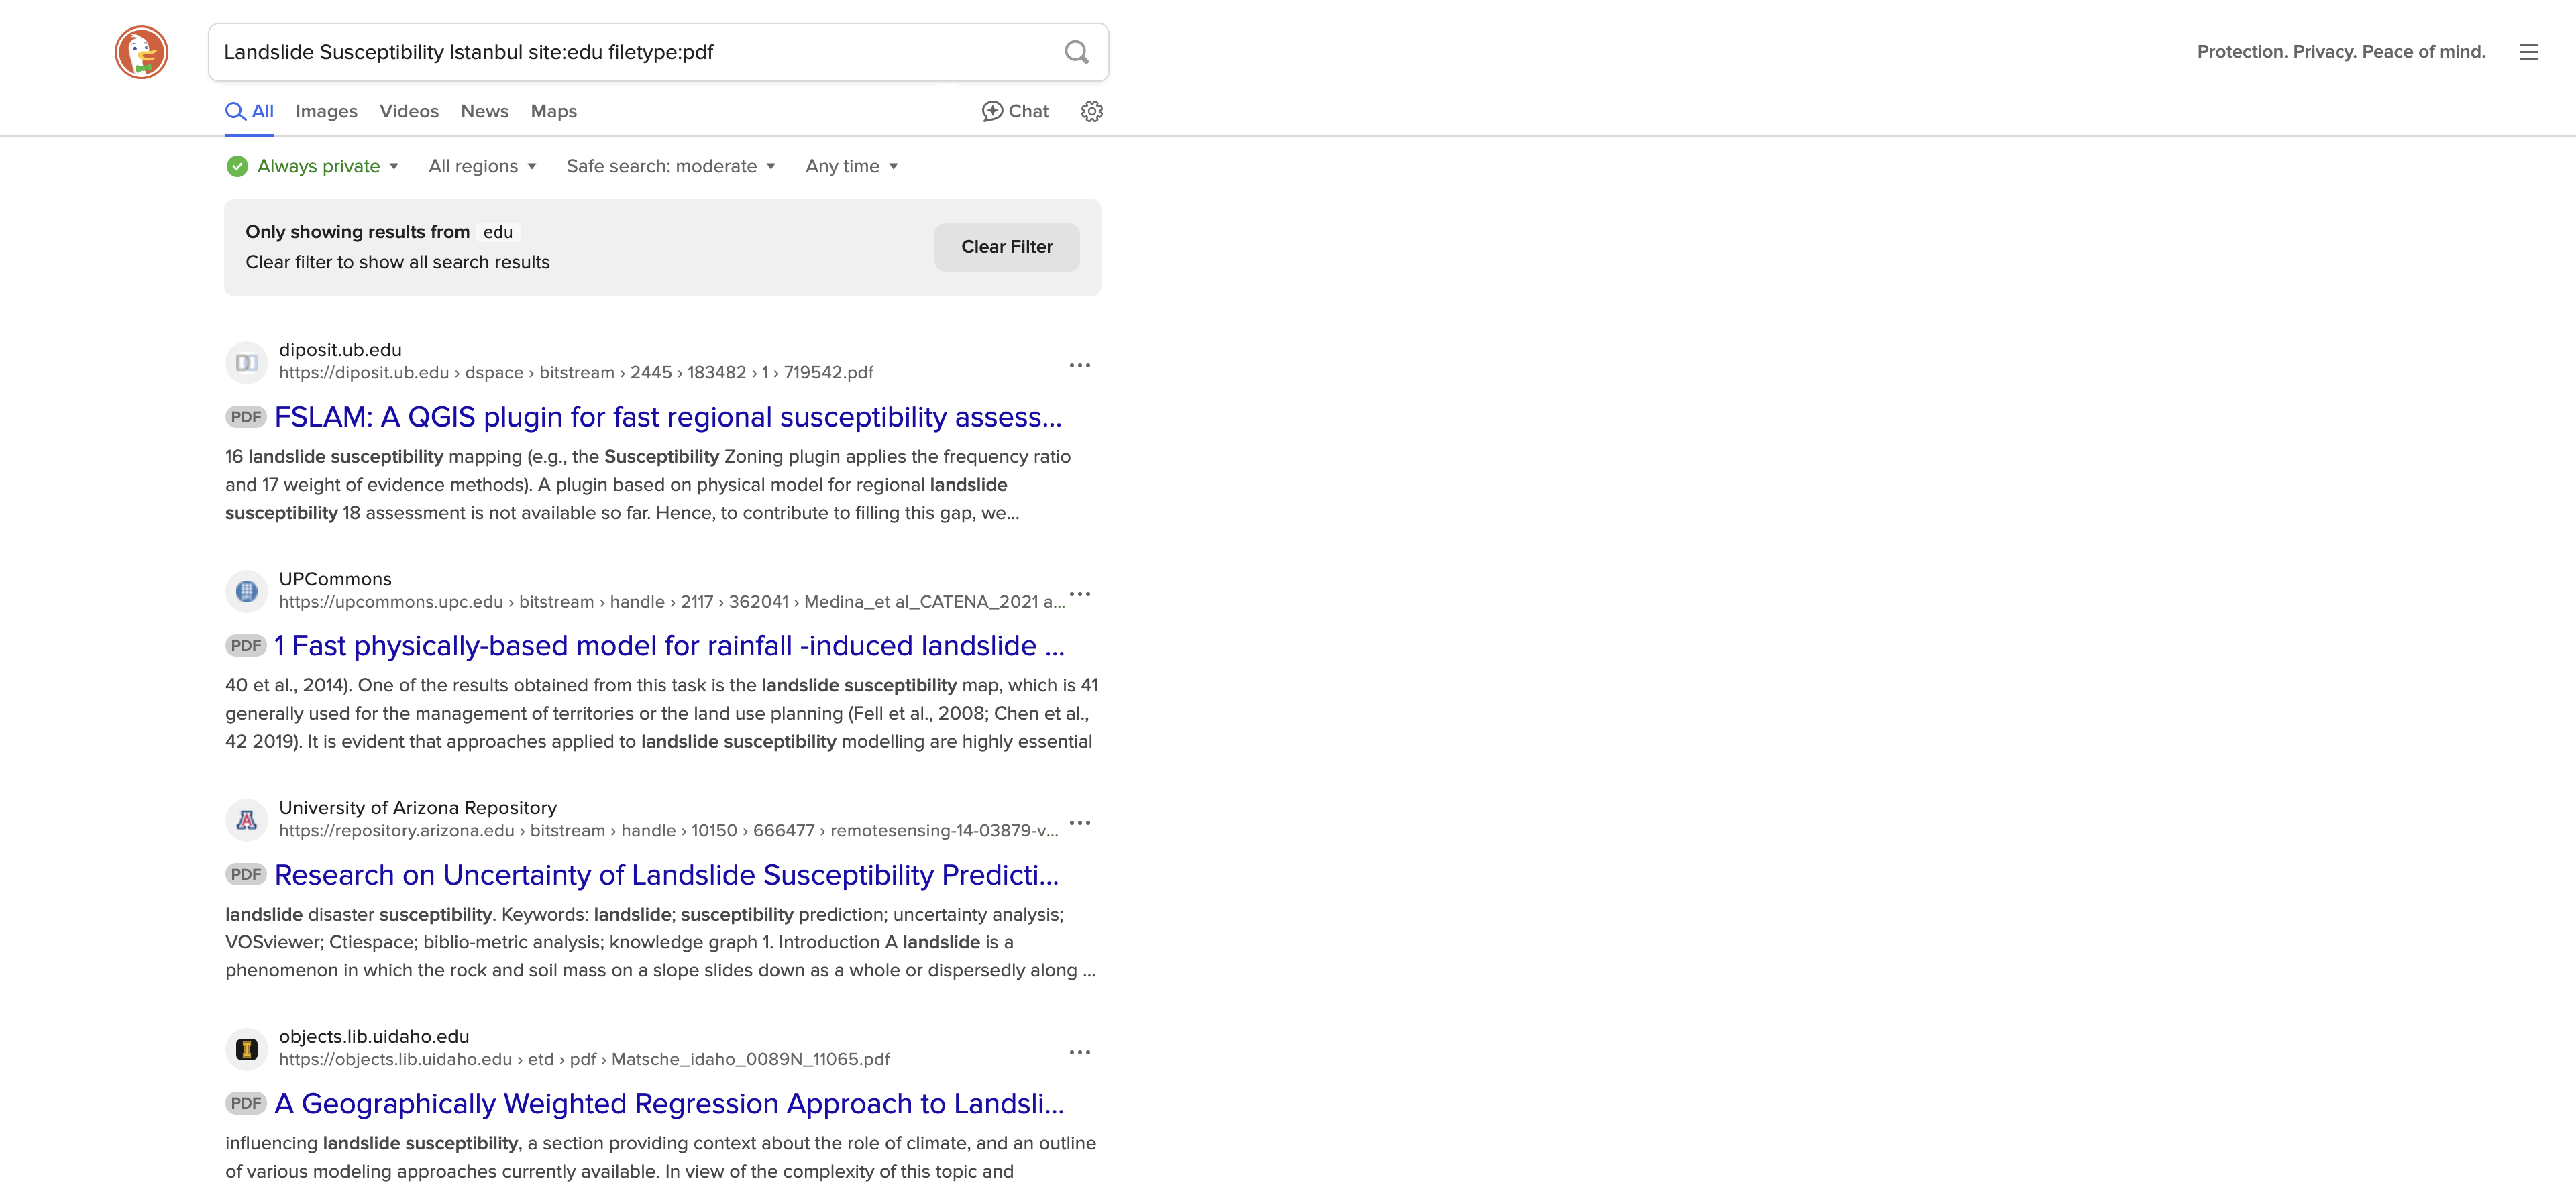 Landslide Susceptibility Istanbul site:edu filetype:pdf
Protection. Privacy. Peace of mind.
All Images Videos News Maps Chat
Always private All regions Safe search: moderate Any time
Only showing results from edu
Clear filter to show all search results
Clear Filter
diposit.ub.edu
https://diposit.ub.edu › dspace › bitstream › 2445 › 183482 › 1 › 719542.pdf
PDF FSLAM: A QGIS plugin for fast regional susceptibility assess...
16 landslide susceptibility mapping (e.g., the Susceptibility Zoning plugin applies the frequency ratio
and 17 weight of evidence methods). A plugin based on physical model for regional landslide
susceptibility 18 assessment is not available so far. Hence, to contribute to filling this gap, we...
UPCommons
https://upcommons.upc.edu › bitstream › handle › 2117 › 362041 › Medina_et al_CATENA_2021 a...
PDF 1 Fast physically-based model for rainfall -induced landslide ...
40 et al., 2014). One of the results obtained from this task is the landslide susceptibility map, which is 41
generally used for the management of territories or the land use planning (Fell et al., 2008; Chen et al.,
42 2019). It is evident that approaches applied to landslide susceptibility modelling are highly essential
University of Arizona Repository
https://repository.arizona.edu › bitstream › handle › 10150 › 666477 › remotesensing-14-03879-v...
PDF Research on Uncertainty of Landslide Susceptibility Predicti...
landslide disaster susceptibility. Keywords: landslide; susceptibility prediction; uncertainty analysis;
VOSviewer; Ctiespace; biblio-metric analysis; knowledge graph 1. Introduction A landslide is a
phenomenon in which the rock and soil mass on a slope slides down as a whole or dispersedly along ...
objects.lib.uidaho.edu
https://objects.lib.uidaho.edu › etd › pdf › Matsche_idaho_0089N_11065.pdf
PDF A Geographically Weighted Regression Approach to Landsli...
influencing landslide susceptibility, a section providing context about the role of climate, and an outline
of various modeling approaches currently available. In view of the complexity of this topic and